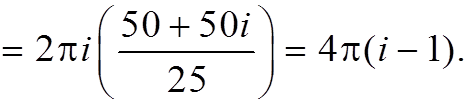 = 2πi((50 + 50i)/25) = 4π(i − 1).